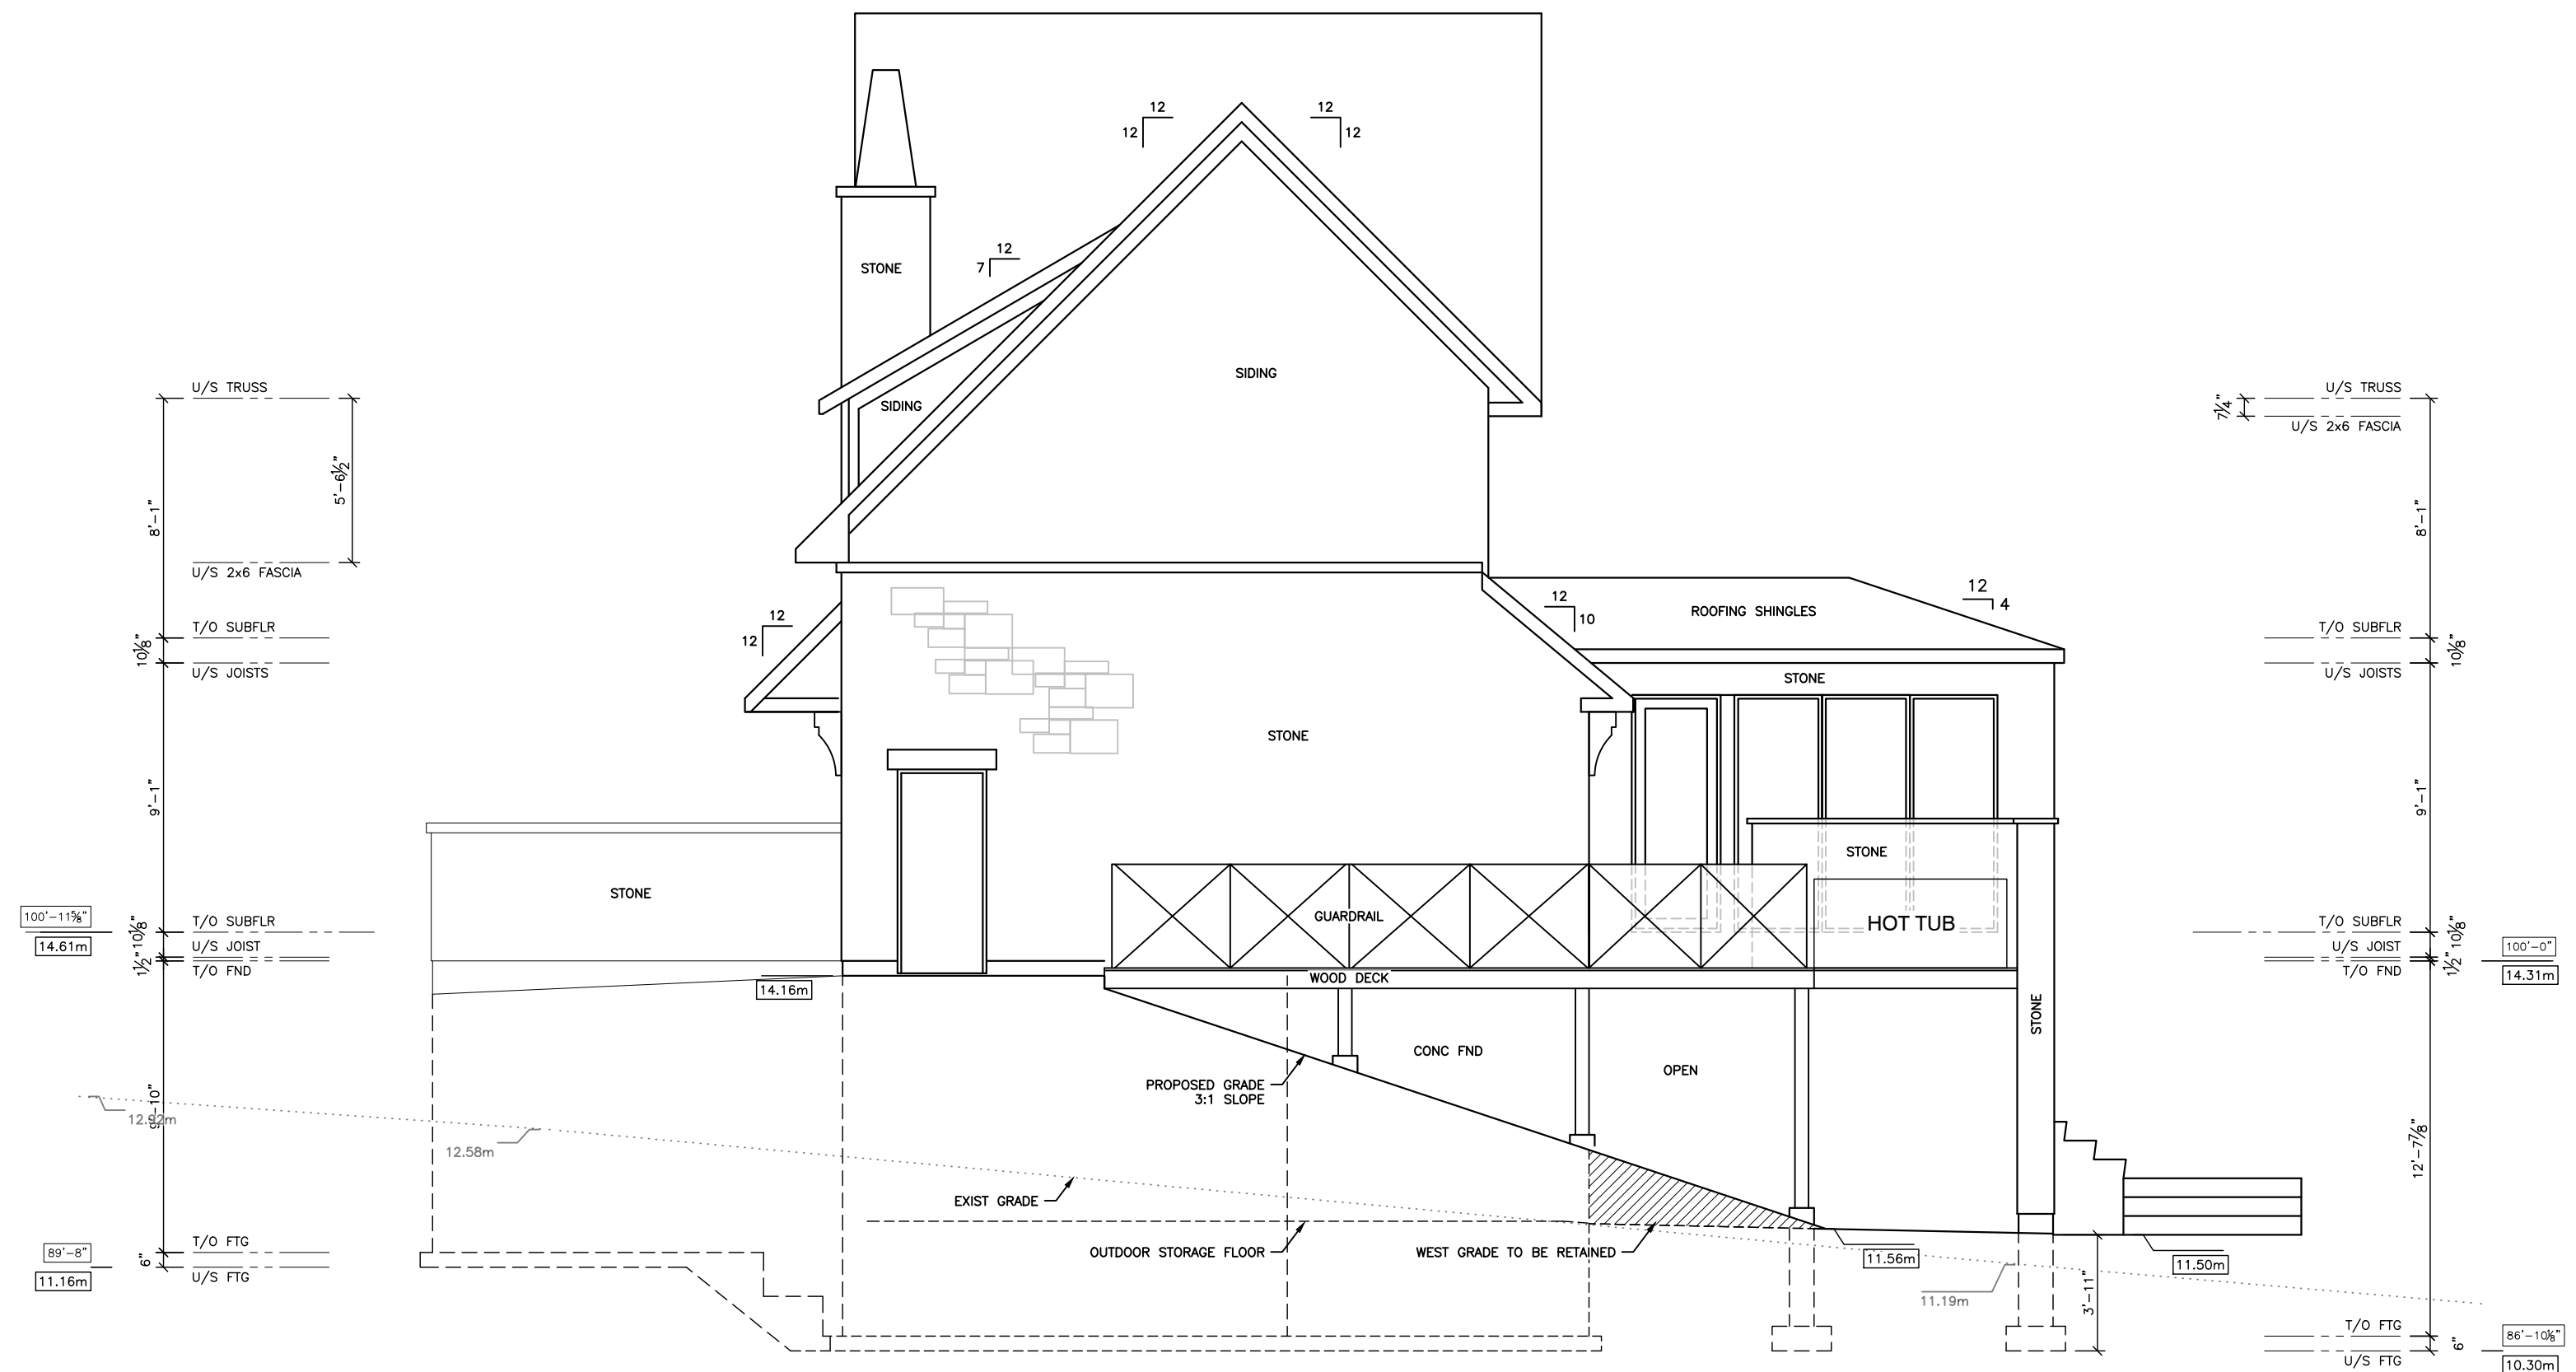 12
12
12
12
12
7
STONE
SIDING
SIDING
U/S TRUSS
5'-6½"
8'-1"
U/S 2x6 FASCIA
T/O SUBFLR
10⅛"
U/S JOISTS
9'-1"
12
12
STONE
12
10
ROOFING SHINGLES
12
4
STONE
U/S TRUSS
7¼"
U/S 2x6 FASCIA
8'-1"
T/O SUBFLR
10⅛"
U/S JOISTS
9'-1"
STONE
STONE
GUARDRAIL
HOT TUB
WOOD DECK
100'-11⅝"
14.61m
T/O SUBFLR
10⅛"
U/S JOIST
1½"
T/O FND
14.16m
T/O SUBFLR
10⅛"
U/S JOIST
1½"
T/O FND
100'-0"
14.31m
STONE
CONC FND
OPEN
PROPOSED GRADE
3:1 SLOPE
9'-10"
12.92m
12.58m
EXIST GRADE
OUTDOOR STORAGE FLOOR
WEST GRADE TO BE RETAINED
12'-7⅞"
11.56m
11.50m
11.19m
3'-11"
89'-8"
11.16m
T/O FTG
6"
U/S FTG
T/O FTG
6"
U/S FTG
86'-10⅛"
10.30m